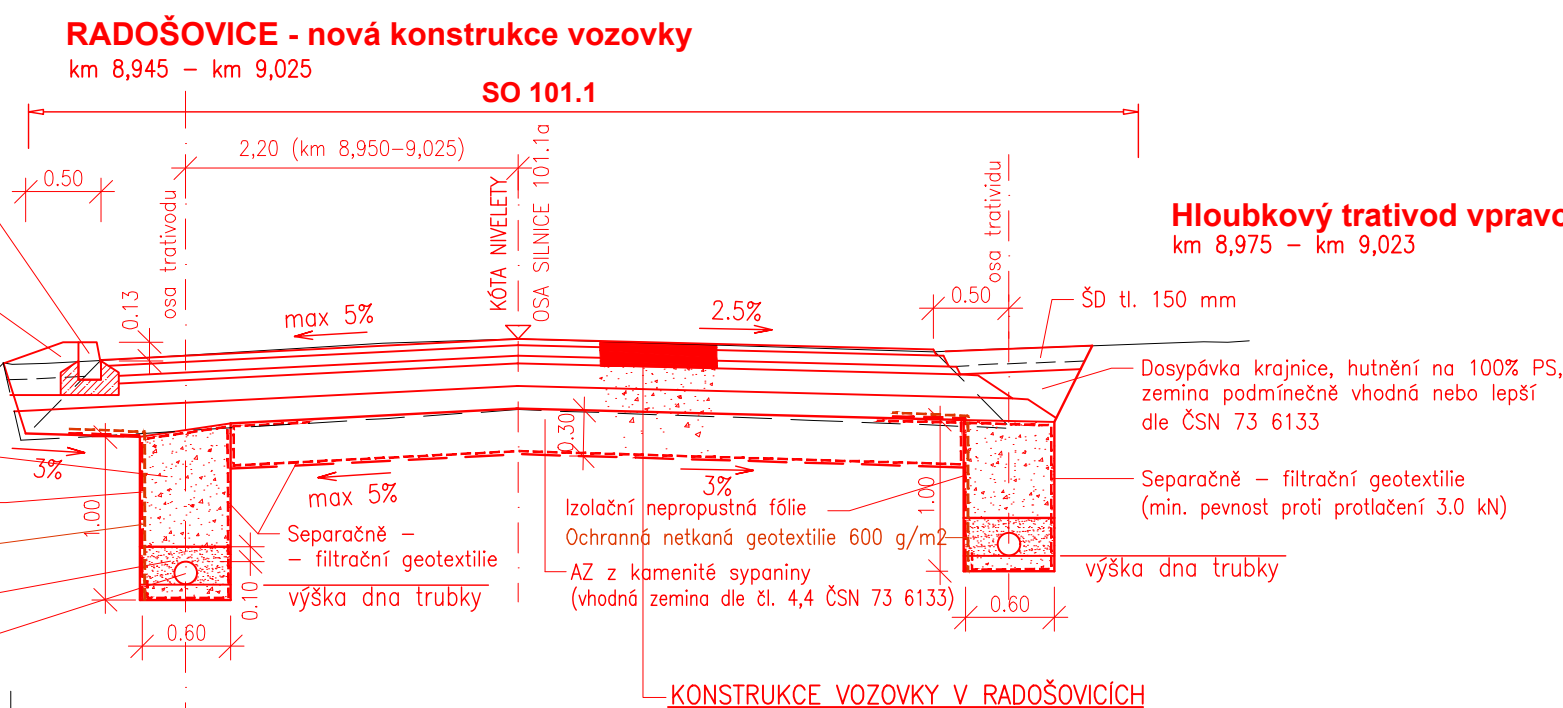 RADOŠOVICE - nová konstrukce vozovky
km 8,945 – km 9,025
SO 101.1
2,20 (km 8,950–9,025)
0.50
osa trativodu
KÓTA NIVELETY
OSA SILNICE 101.1a
osa tratividu
Hloubkový trativod vpravo
km 8,975 – km 9,023
0.13
max 5%
2.5%
0.50
ŠD tl. 150 mm
Dosypávka krajnice, hutnění na 100% PS,
zemina podmínečně vhodná nebo lepší
dle ČSN 73 6133
0.30
3%
max 5%
3%
1.00
1.00
Izolační nepropustná fólie
Ochranná netkaná geotextilie 600 g/m2
Separačně – filtrační geotextilie
(min. pevnost proti protlačení 3.0 kN)
Separačně –
– filtrační geotextilie
AZ z kamenité sypaniny
(vhodná zemina dle čl. 4,4 ČSN 73 6133)
výška dna trubky
výška dna trubky
0.10
0.60
0.60
KONSTRUKCE VOZOVKY V RADOŠOVICÍCH